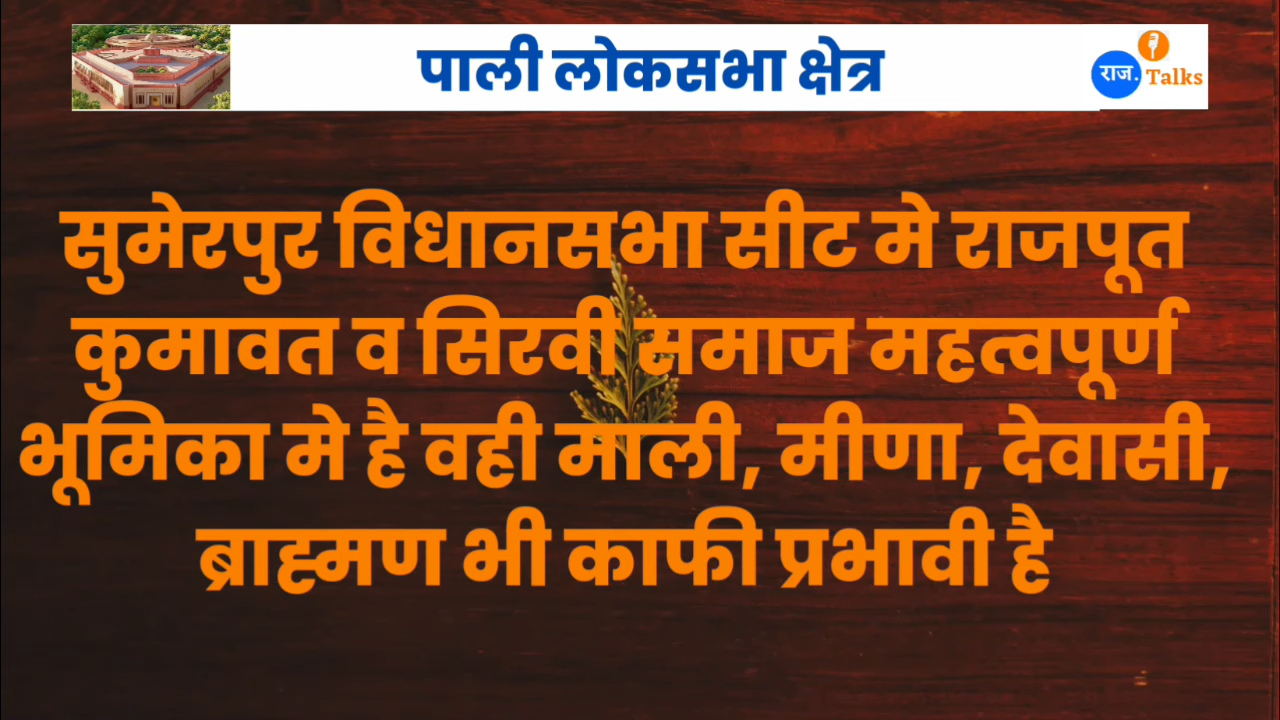 पाली लोकसभा क्षेत्र
राज. Talks
सुमेरपुर विधानसभा सीट मे राजपूत
कुमावत व सिरवी समाज महत्वपूर्ण
भूमिका मे है वही माली, मीणा, देवासी,
ब्राह्मण भी काफी प्रभावी है